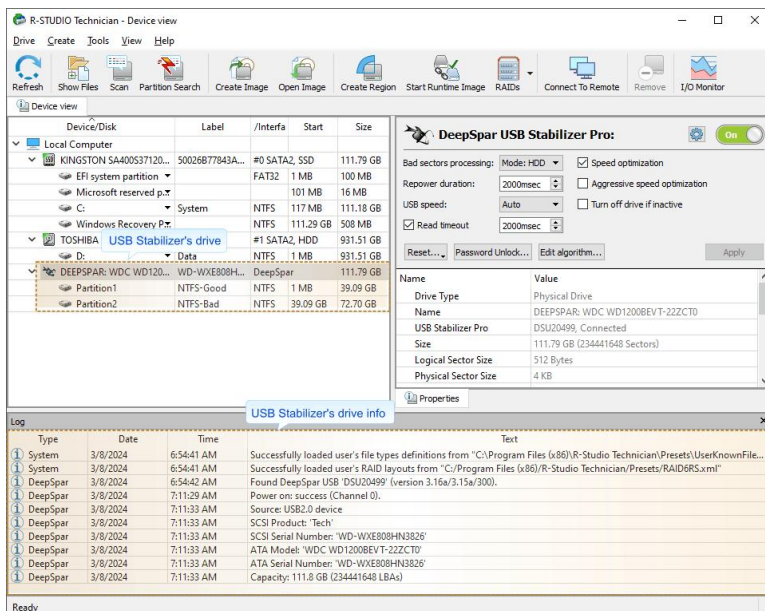 R-STUDIO Technician - Device view
Drive Create Tools View Help
Refresh Show Files Scan Partition Search Create Image Open Image Create Region Start Runtime Image RAIDs Connect To Remote Remove I/O Monitor
Device view
Device/Disk Label /Interfa Start Size
Local Computer
KINGSTON SA400S37120... 50026B77843A... #0 SATA2, SSD 111.79 GB
EFI system partition FAT32 1 MB 100 MB
Microsoft reserved p... 101 MB 16 MB
C: System NTFS 117 MB 111.18 GB
Windows Recovery P... NTFS 111.29 GB 508 MB
TOSHIBA #1 SATA2, HDD 931.51 GB
USB Stabilizer's drive
D: Data NTFS 1 MB 931.51 GB
DEEPSPAR: WDC WD120... WD-WXE808H... DeepSpar 111.79 GB
Partition1 NTFS-Good NTFS 1 MB 39.09 GB
Partition2 NTFS-Bad NTFS 39.09 GB 72.70 GB
DeepSpar USB Stabilizer Pro:
On
Bad sectors processing: Mode: HDD Speed optimization
Repower duration: 2000msec Aggressive speed optimization
USB speed: Auto Turn off drive if inactive
Read timeout 2000msec
Reset... Password Unlock... Edit algorithm... Apply
Name Value
Drive Type Physical Drive
Name DEEPSPAR: WDC WD1200BEVT-22ZCT0
USB Stabilizer Pro DSU20499, Connected
Size 111.79 GB (234441648 Sectors)
Logical Sector Size 512 Bytes
Physical Sector Size 4 KB
Properties
USB Stabilizer's drive info
Log
Type Date Time Text
System 3/8/2024 6:54:41 AM Successfully loaded user's file types definitions from "C:\Program Files (x86)\R-Studio Technician\Presets\UserKnownFile...
System 3/8/2024 6:54:41 AM Successfully loaded user's RAID layouts from "C:/Program Files (x86)/R-Studio Technician/Presets/RAID6RS.xml"
DeepSpar 3/8/2024 6:54:42 AM Found DeepSpar USB 'DSU20499' (version 3.16a/3.15a/300).
DeepSpar 3/8/2024 7:11:29 AM Power on: success (Channel 0).
DeepSpar 3/8/2024 7:11:33 AM Source: USB2.0 device
DeepSpar 3/8/2024 7:11:33 AM SCSI Product: 'Tech'
DeepSpar 3/8/2024 7:11:33 AM SCSI Serial Number: 'WD-WXE808HN3826'
DeepSpar 3/8/2024 7:11:33 AM ATA Model: 'WDC WD1200BEVT-22ZCT0'
DeepSpar 3/8/2024 7:11:33 AM ATA Serial Number: 'WD-WXE808HN3826'
DeepSpar 3/8/2024 7:11:33 AM Capacity: 111.8 GB (234441648 LBAs)
Ready